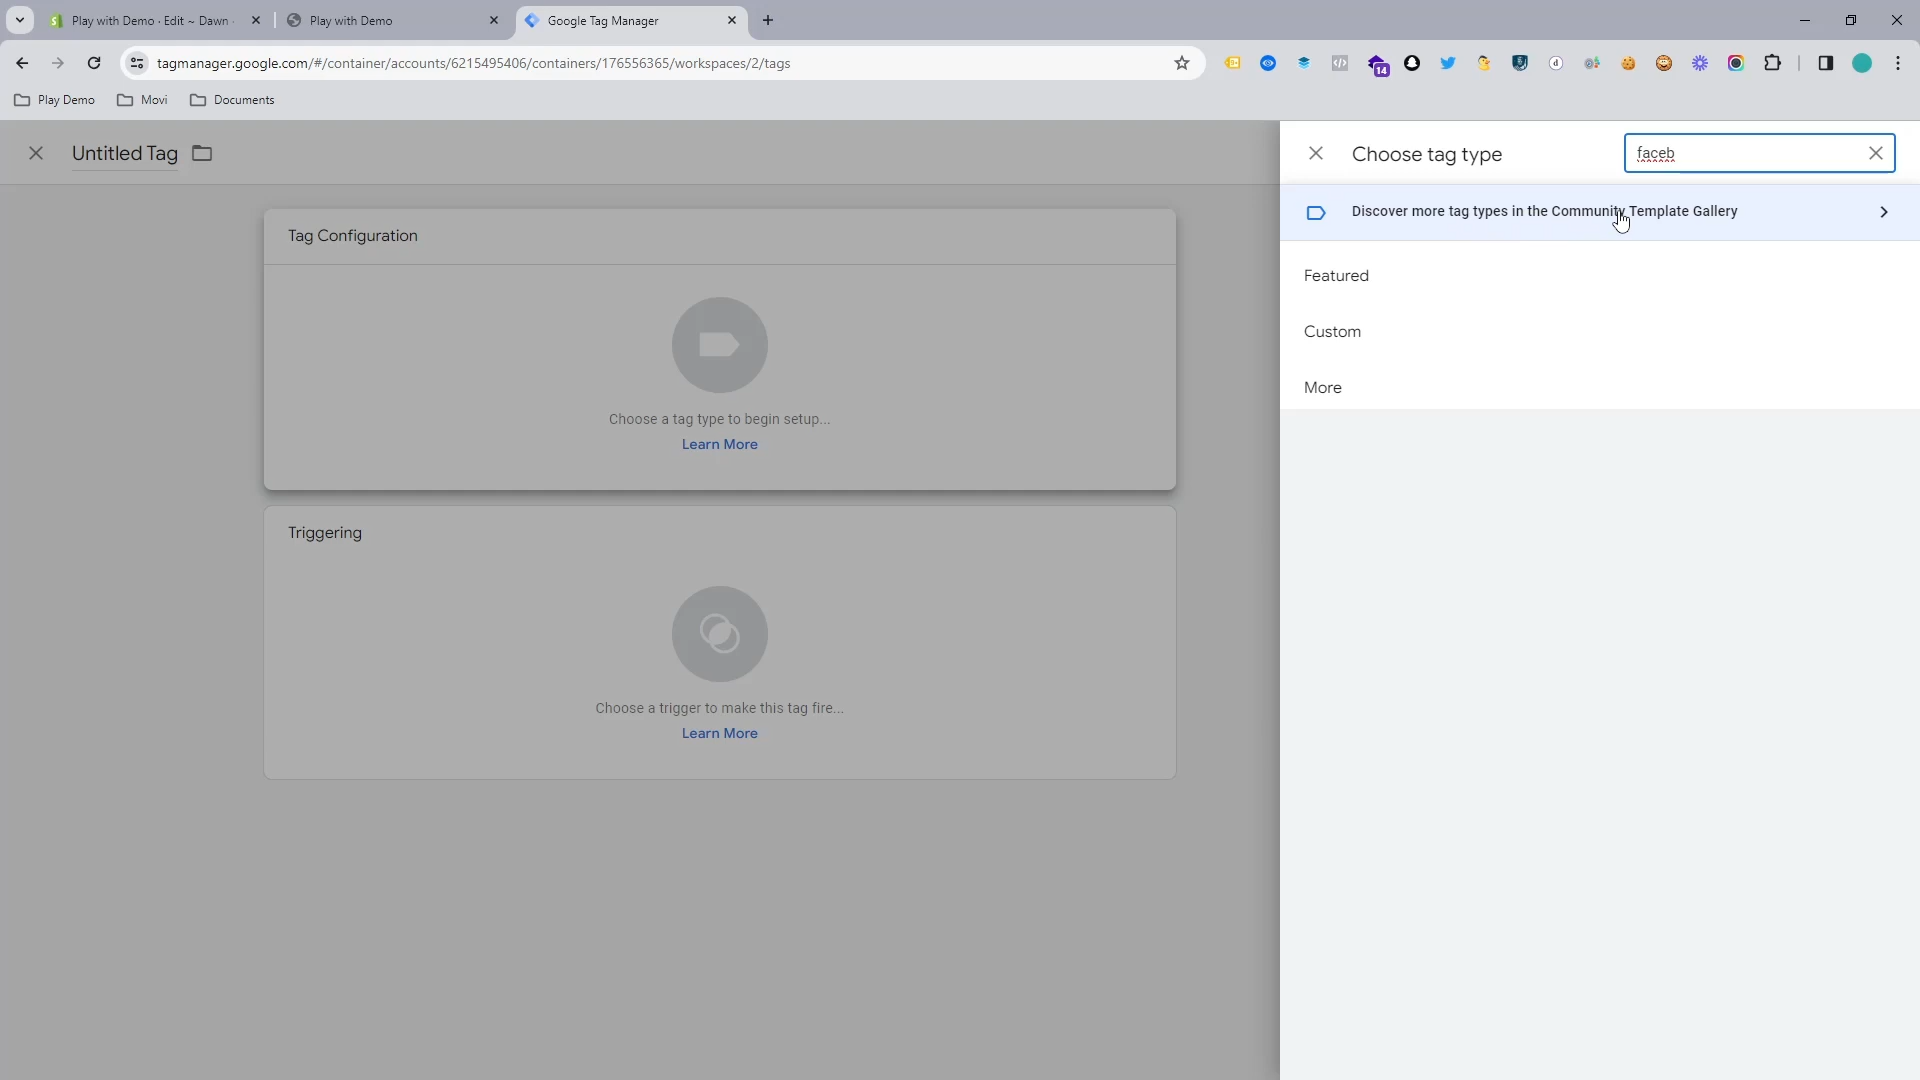 Play with Demo · Edit ~ Dawn
Play with Demo
Google Tag Manager
tagmanager.google.com/#/container/accounts/6215495406/containers/176556365/workspaces/2/tags
14
Play Demo
Movi
Documents
Untitled Tag
Choose tag type
faceb
Discover more tag types in the Community Template Gallery
Featured
Custom
More
Tag Configuration
Choose a tag type to begin setup...
Learn More
Triggering
Choose a trigger to make this tag fire...
Learn More